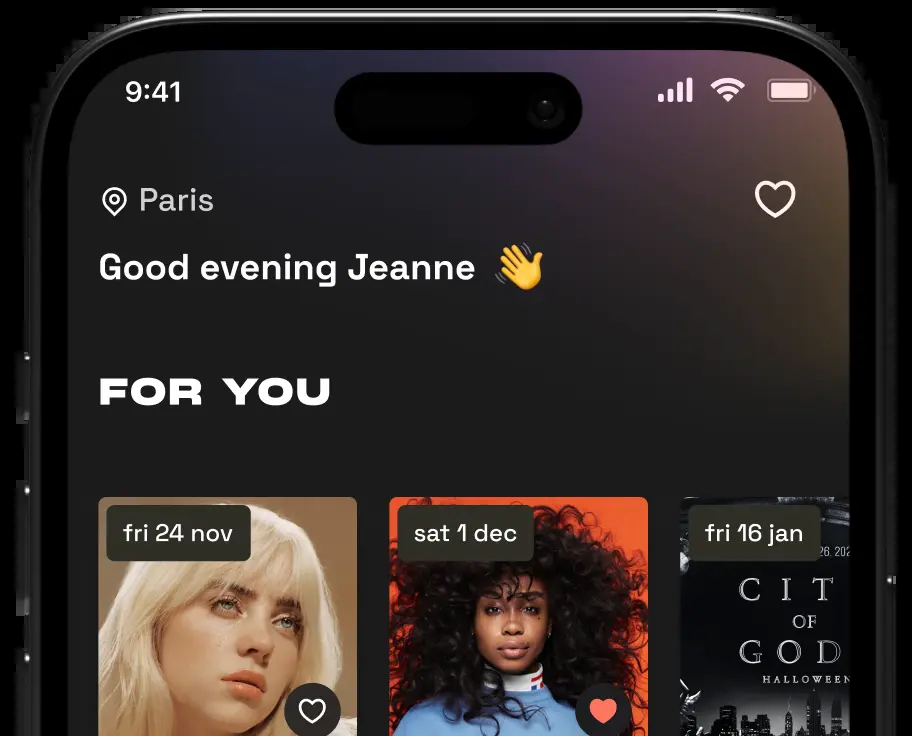 9:41
Paris
Good evening Jeanne 👋
FOR YOU
fri 24 nov
sat 1 dec
fri 16 jan
26, 202
CIT
OF
GOD
HALLOWEEN